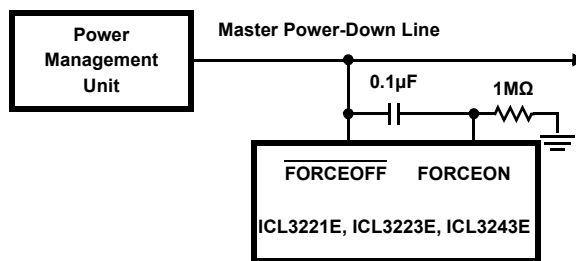 Power
Management
Unit
Master Power-Down Line
0.1µF
1MΩ
FORCEOFF FORCEON
ICL3221E, ICL3223E, ICL3243E